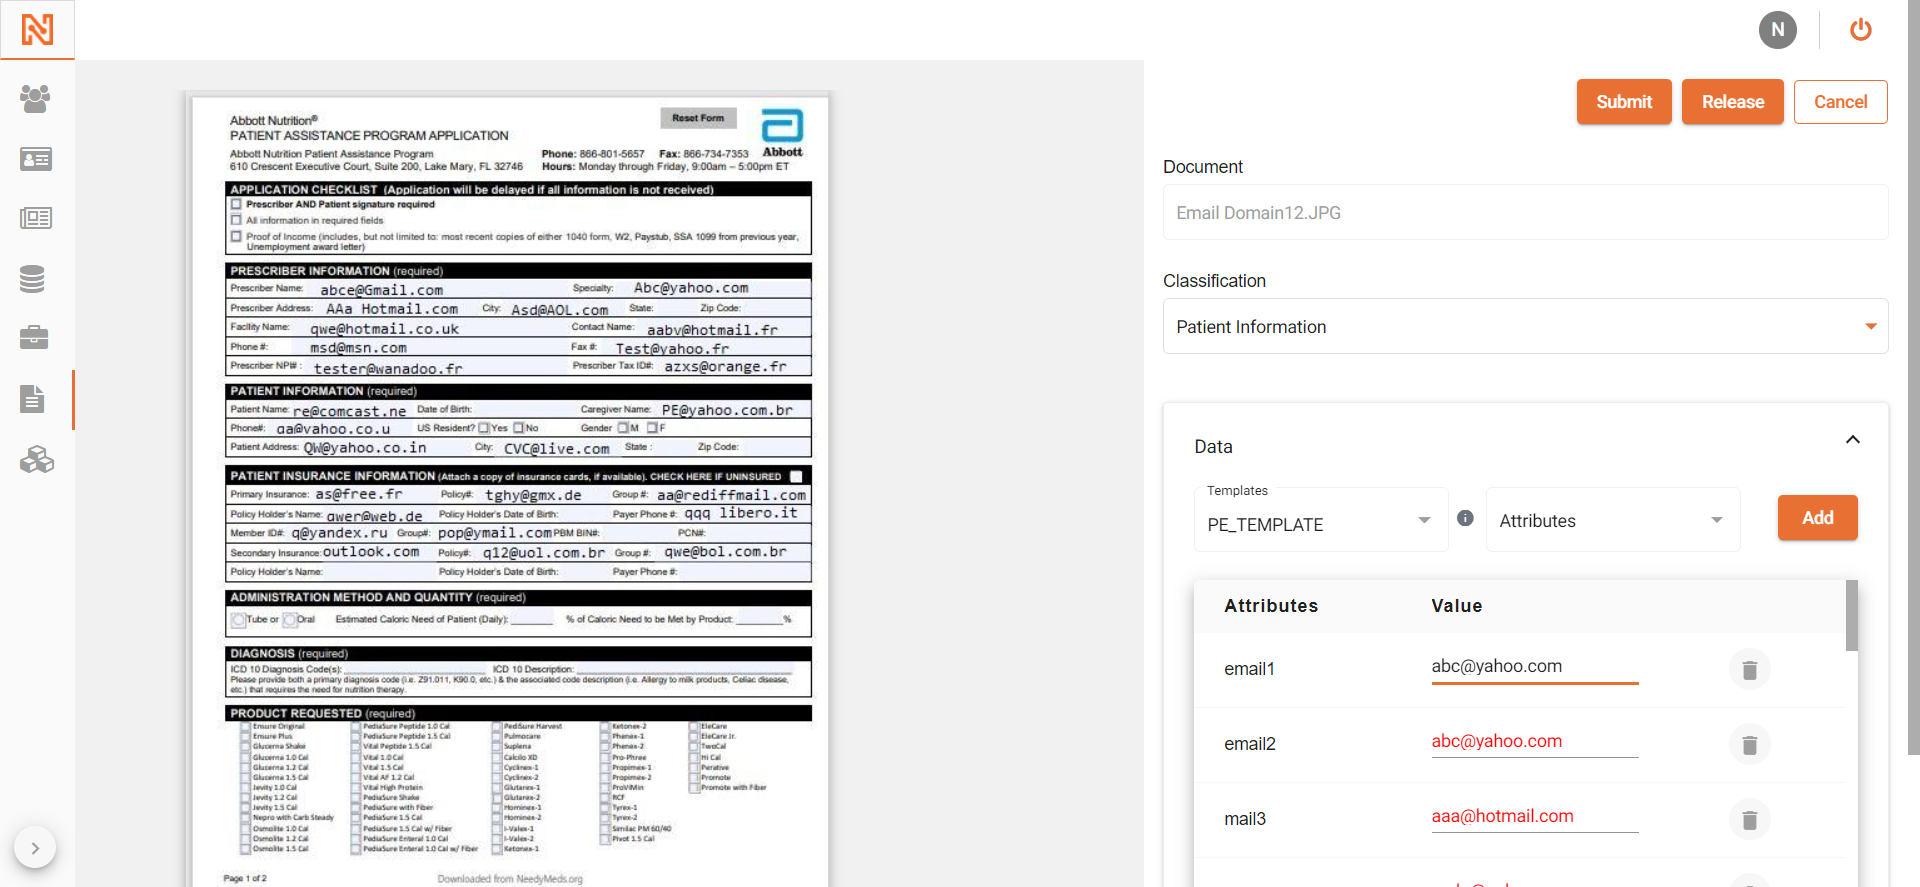 N
N
Submit
Release
Cancel
Abbott Nutrition®
Reset Form
PATIENT ASSISTANCE PROGRAM APPLICATION
Abbott
Abbott Nutrition Patient Assistance Program Phone: 866-801-5657 Fax: 866-734-7353
610 Crescent Executive Court, Suite 200, Lake Mary, FL 32746 Hours: Monday through Friday, 9:00am – 5:00pm ET
APPLICATION CHECKLIST (Application will be delayed if all information is not received)
Prescriber AND Patient signature required
All information in required fields
Proof of Income (includes, but not limited to: most recent copies of either 1040 form, W2, Paystub, SSA 1099 from previous year,
Unemployment award letter)
PRESCRIBER INFORMATION (required)
Prescriber Name: abce@Gmail.com Specialty: Abc@yahoo.com
Prescriber Address: AAa Hotmail.com City: Asd@AOL.com State: Zip Code:
Facility Name: qwe@hotmail.co.uk Contact Name: aabv@hotmail.fr
Phone #: msd@msn.com Fax #: Test@yahoo.fr
Prescriber NPI# : tester@wanadoo.fr Prescriber Tax ID#: azxs@orange.fr
PATIENT INFORMATION (required)
Patient Name: re@comcast.ne Date of Birth: Caregiver Name: PE@yahoo.com.br
Phone#: qa@yahoo.co.u US Resident? Yes No Gender M F
Patient Address: QW@yahoo.co.in City: CVC@live.com State : Zip Code:
PATIENT INSURANCE INFORMATION (Attach a copy of insurance cards, if available). CHECK HERE IF UNINSURED
Primary Insurance: as@free.fr Policy#: tghy@gmx.de Group #: aa@rediffmail.com
Policy Holder's Name: qwer@web.de Policy Holder's Date of Birth: Payer Phone #: qqq libero.it
Member ID#: q@yandex.ru Group#: pop@ymail.com PBM BIN#: PCN#:
Secondary Insurance: outlook.com Policy#: q12@uol.com.br Group #: qwe@bol.com.br
Policy Holder's Name: Policy Holder's Date of Birth: Payer Phone #:
ADMINISTRATION METHOD AND QUANTITY (required)
Tube or Oral Estimated Caloric Need of Patient (Daily): % of Caloric Need to be Met by Product: %
DIAGNOSIS (required)
ICD 10 Diagnosis Code(s): ICD 10 Description:
Please provide both a primary diagnosis code (i.e. Z91.011, K90.0, etc.) & the associated code description (i.e. Allergy to milk products, Celiac disease,
etc.) that requires the need for nutrition therapy.
PRODUCT REQUESTED (required)
Ensure Original
Ensure Plus
Glucerna Shake
Glucerna 1.0 Cal
Glucerna 1.2 Cal
Glucerna 1.5 Cal
Jevity 1.0 Cal
Jevity 1.2 Cal
Jevity 1.5 Cal
Nepro with Carb Steady
Osmolite 1.0 Cal
Osmolite 1.2 Cal
Osmolite 1.5 Cal
PediaSure Peptide 1.0 Cal
PediaSure Peptide 1.5 Cal
Vital Peptide 1.5 Cal
Vital 1.0 Cal
Vital 1.5 Cal
Vital AF 1.2 Cal
Vital High Protein
PediaSure Shake
PediaSure with Fiber
PediaSure 1.5 Cal
PediaSure 1.5 Cal w/ Fiber
PediaSure Enteral 1.0 Cal
PediaSure Enteral 1.0 Cal w/ Fiber
PediSure Harvest
Pulmocare
Suplena
Calcilo XD
Cyclinex-1
Cyclinex-2
Glutarex-1
Glutarex-2
Hominex-1
Hominex-2
I-Valex-1
I-Valex-2
Ketonex-1
Ketonex-2
Phenex-1
Phenex-2
Pro-Phree
Propimex-1
Propimex-2
ProViMin
RCF
Tyrex-1
Tyrex-2
Similac PM 60/40
Pivot 1.5 Cal
EleCare
EleCare Jr.
TwoCal
Hi Cal
Perative
Promote
Promote with Fiber
Page 1 of 2
Downloaded from NeedyMeds.org
Document
Email Domain12.JPG
Classification
Patient Information
Data
Templates
PE_TEMPLATE
Attributes
Add
Attributes Value
email1 abc@yahoo.com
email2 abc@yahoo.com
mail3 aaa@hotmail.com